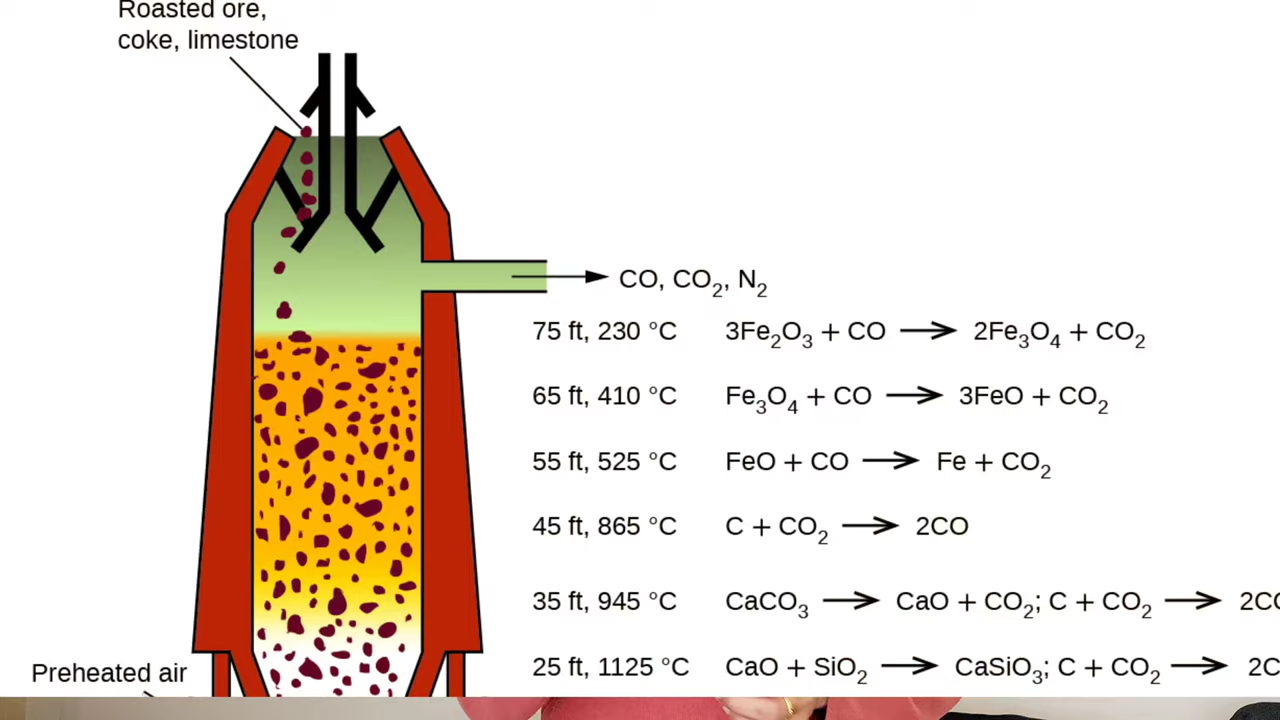 Roasted ore,
coke, limestone
CO, CO₂, N₂
75 ft, 230 °C 3Fe₂O₃ + CO → 2Fe₃O₄ + CO₂
65 ft, 410 °C Fe₃O₄ + CO → 3FeO + CO₂
55 ft, 525 °C FeO + CO → Fe + CO₂
45 ft, 865 °C C + CO₂ → 2CO
35 ft, 945 °C CaCO₃ → CaO + CO₂; C + CO₂ → 2CO
25 ft, 1125 °C CaO + SiO₂ → CaSiO₃; C + CO₂ → 2C
Preheated air